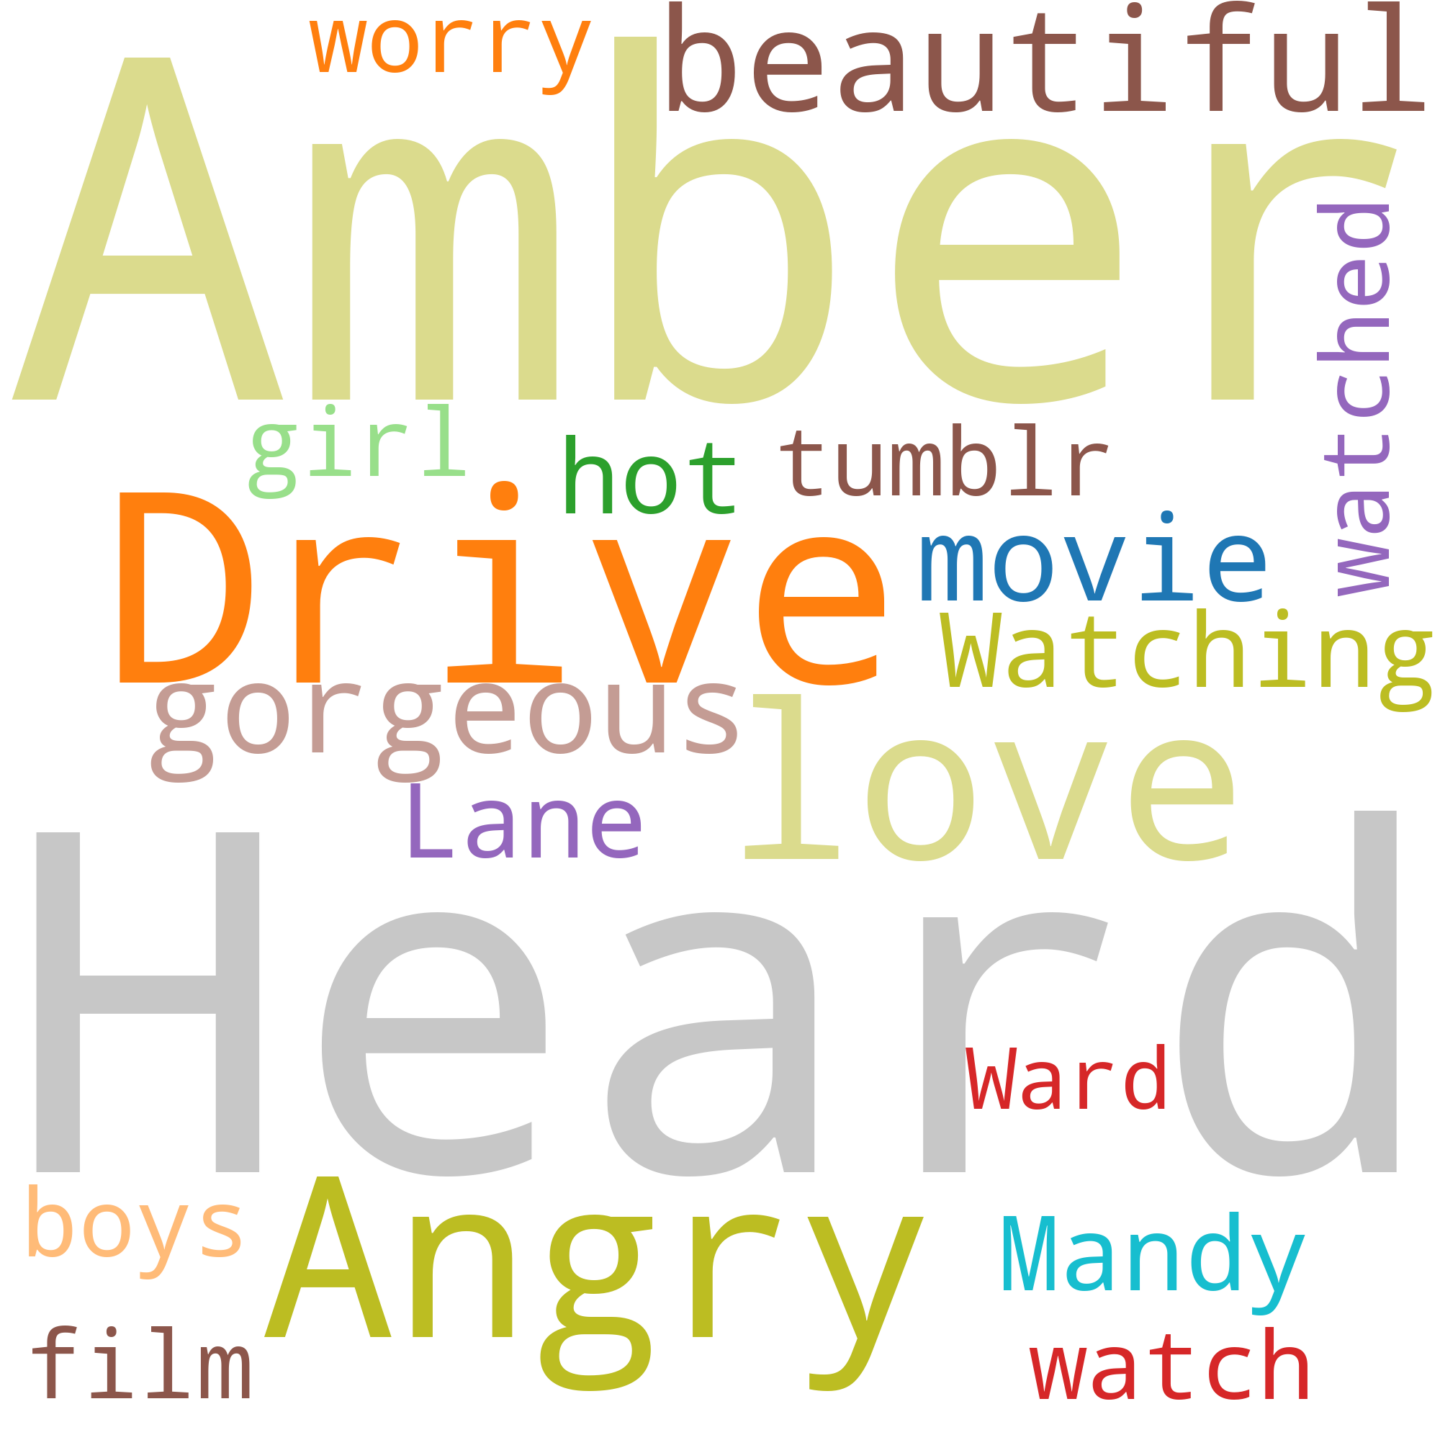 worry beautiful
Amber
watched
girl hot tumblr
Drive movie
Watching
gorgeous love
Lane
Heard
Ward
boys Angry Mandy
film watch